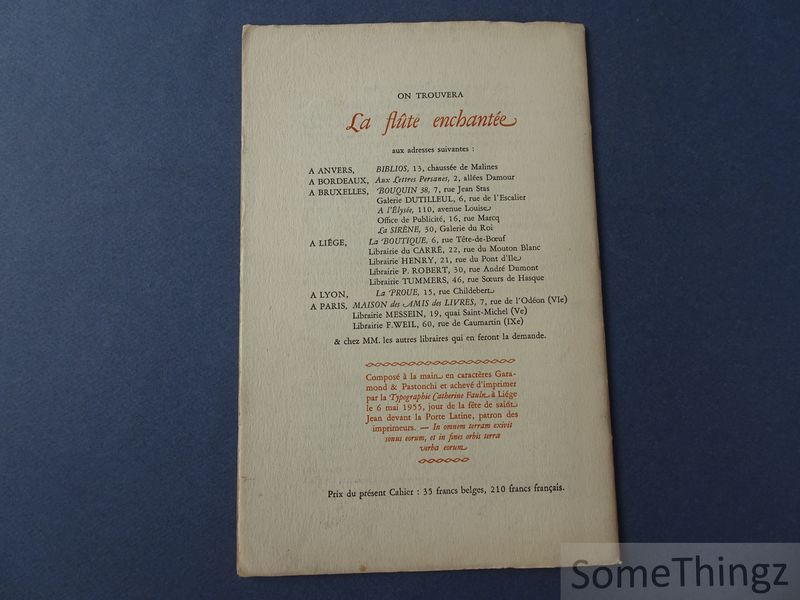 ON TROUVERA
La flûte enchantée
aux adresses suivantes :
A ANVERS, BIBLIOS, 13, chaussée de Malines
A BORDEAUX, Aux Lettres Persanes, 2, allées Damour
A BRUXELLES, BOUQUIN 38, 7, rue Jean Stas
Galerie DUTILLEUL, 6, rue de l'Escalier
A l'Élysée, 110, avenue Louise
Office de Publicité, 16, rue Marcq
La SIRÈNE, 30, Galerie du Roi
A LIÉGE, La BOUTIQUE, 6, rue Tête-de-Bœuf
Librairie du CARRÉ, 22, rue du Mouton Blanc
Librairie HENRY, 21, rue du Pont d'Ile
Librairie P. ROBERT, 30, rue André Dumont
Librairie TUMMERS, 46, rue Sœurs de Hasque
A LYON, La PROUE, 15, rue Childebert
A PARIS, MAISON des AMIS des LIVRES, 7, rue de l'Odéon (VIe)
Librairie MESSEIN, 19, quai Saint-Michel (Ve)
Librairie F. WEIL, 60, rue de Caumartin (IXe)
& chez MM. les autres libraires qui en feront la demande.
Composé à la main en caractères Gara-
mond & Pastonchi et achevé d'imprimer
par la Typographie Catherine Fauln à Liége
le 6 mai 1955, jour de la fête de saint
Jean devant la Porte Latine, patron des
imprimeurs. — In omnem terram exivit
sonus eorum, et in fines orbis terra
verba eorum
Prix du présent Cahier : 35 francs belges, 210 francs français.
SomeThingz